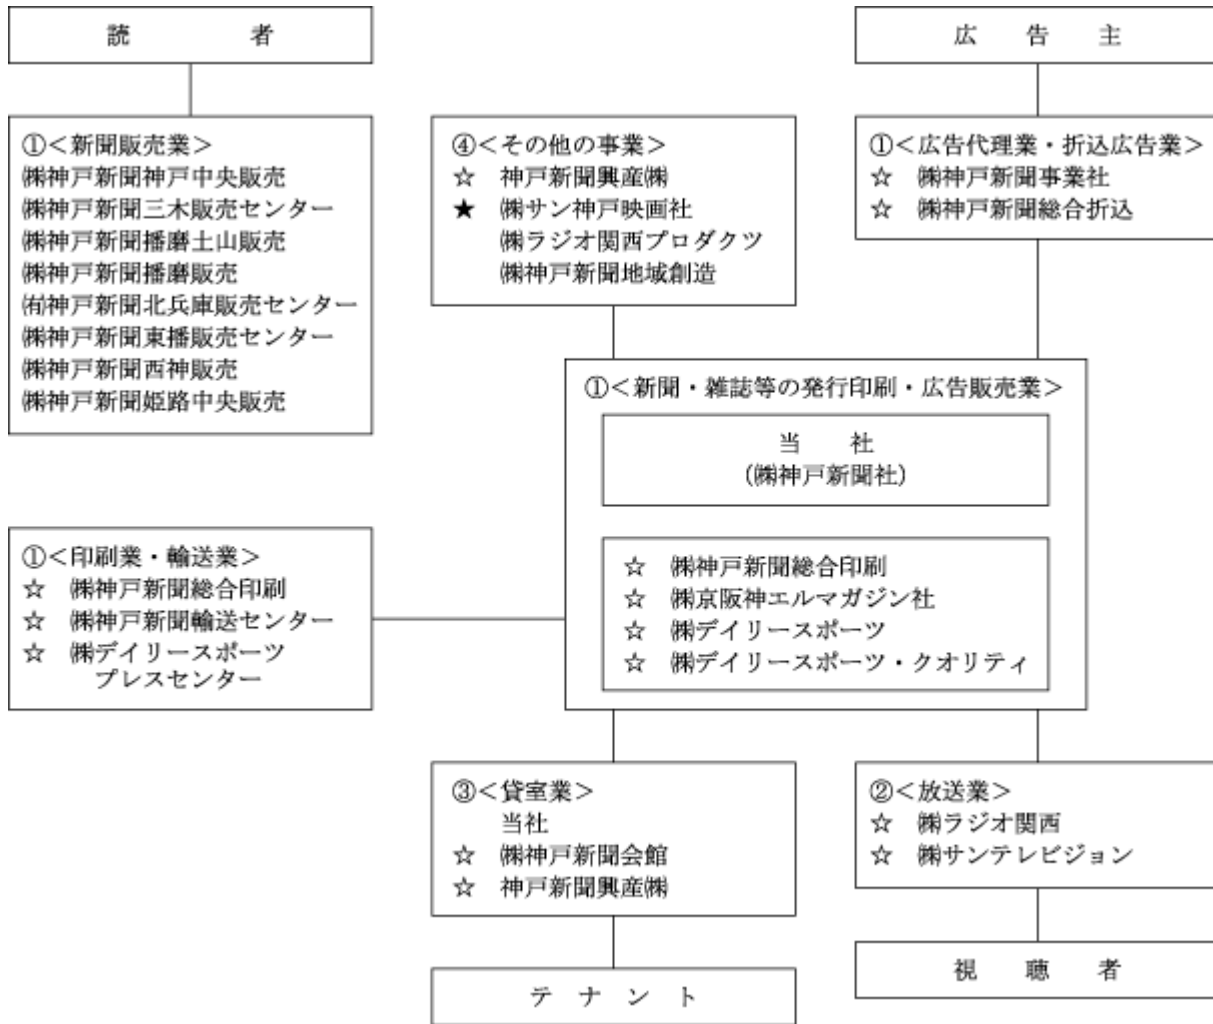 読　者
①＜新聞販売業＞
㈱神戸新聞神戸中央販売
㈱神戸新聞三木販売センター
㈱神戸新聞播磨土山販売
㈱神戸新聞播磨販売
㈲神戸新聞北兵庫販売センター
㈱神戸新聞東播販売センター
㈱神戸新聞西神販売
㈱神戸新聞姫路中央販売
④＜その他の事業＞
☆　神戸新聞興産㈱
★　㈱サン神戸映画社
㈱ラジオ関西プロダクツ
㈱神戸新聞地域創造
広　告　主
①＜広告代理業・折込広告業＞
☆　㈱神戸新聞事業社
☆　㈱神戸新聞総合折込
①＜新聞・雑誌等の発行印刷・広告販売業＞
当　社
(㈱神戸新聞社)
☆　㈱神戸新聞総合印刷
☆　㈱京阪神エルマガジン社
☆　㈱デイリースポーツ
☆　㈱デイリースポーツ・クオリティ
①＜印刷業・輸送業＞
☆　㈱神戸新聞総合印刷
☆　㈱神戸新聞輸送センター
☆　㈱デイリースポーツ
プレスセンター
③＜貸室業＞
当社
☆　㈱神戸新聞会館
☆　神戸新聞興産㈱
テ　ナ　ン　ト
②＜放送業＞
☆　㈱ラジオ関西
☆　㈱サンテレビジョン
視　聴　者